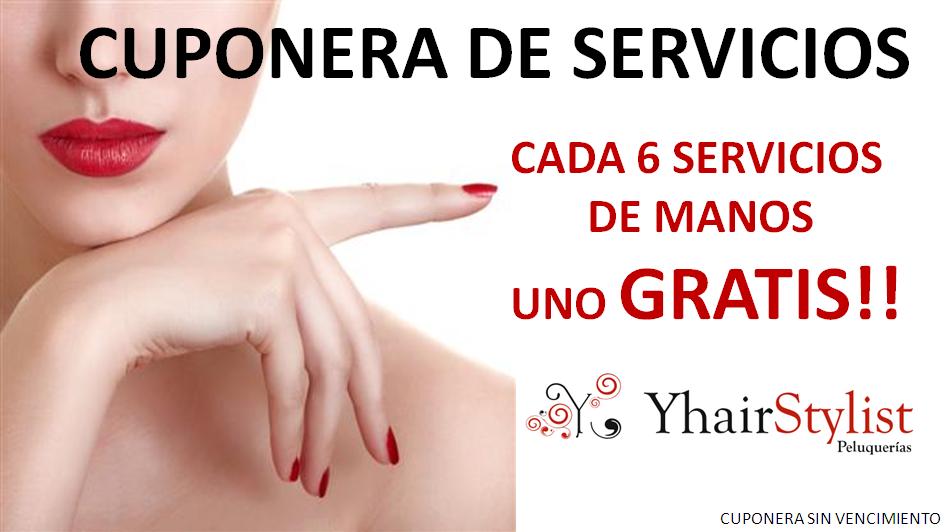 CUPONERA DE SERVICIOS
CADA 6 SERVICIOS
DE MANOS
UNO GRATIS!!
Y
YhairStylist
Peluquerías
CUPONERA SIN VENCIMIENTO